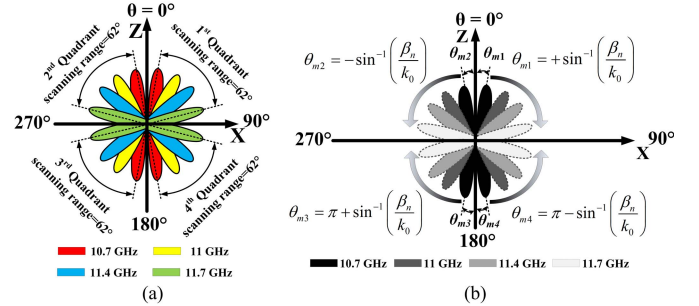 θ = 0°
Z
2nd Quadrant
scanning range=62°
1st Quadrant
scanning range=62°
270°
90°
X
3rd Quadrant
scanning range=62°
4th Quadrant
scanning range=62°
180°
10.7 GHz
11 GHz
11.4 GHz
11.7 GHz
(a)
θ = 0°
Z
θm2 = −sin⁻¹(βn/k0)
θm2
θm1
θm1 = +sin⁻¹(βn/k0)
270°
90°
X
θm3 = π + sin⁻¹(βn/k0)
θm3
θm4
θm4 = π − sin⁻¹(βn/k0)
180°
10.7 GHz
11 GHz
11.4 GHz
11.7 GHz
(b)